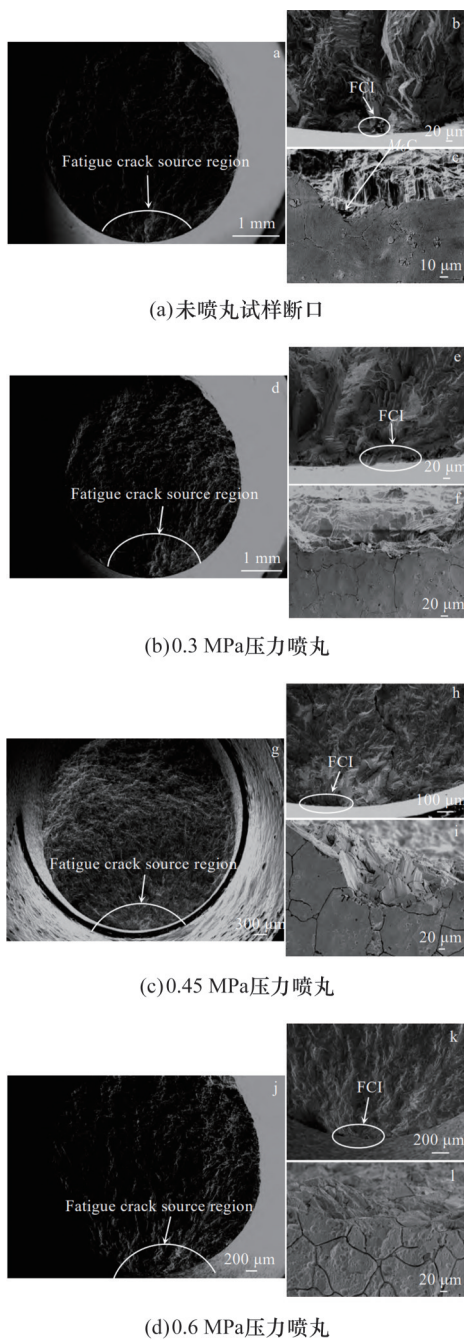 a
Fatigue crack source region
1 mm
b
FCI
20 μm
M₆C
c
10 μm
(a)未喷丸试样断口
d
Fatigue crack source region
1 mm
e
FCI
20 μm
f
20 μm
(b)0.3 MPa压力喷丸
g
Fatigue crack source region
300 μm
h
FCI
100 μm
i
20 μm
(c)0.45 MPa压力喷丸
j
Fatigue crack source region
200 μm
k
FCI
200 μm
l
20 μm
(d)0.6 MPa压力喷丸